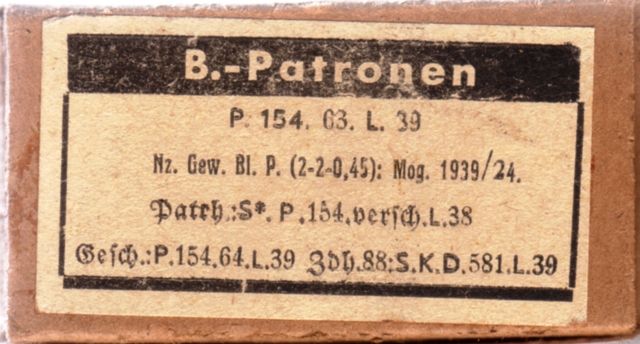 B.-Patronen
P. 154. 63. L. 39
Nz. Gew. Bl. P. (2-2-0,45): Mog. 1939/24.
Patrh.: S*. P. 154. versch. L. 38
Gesch.: P. 154. 64. L. 39 Zdh. 88: S. K. D. 581. L. 39